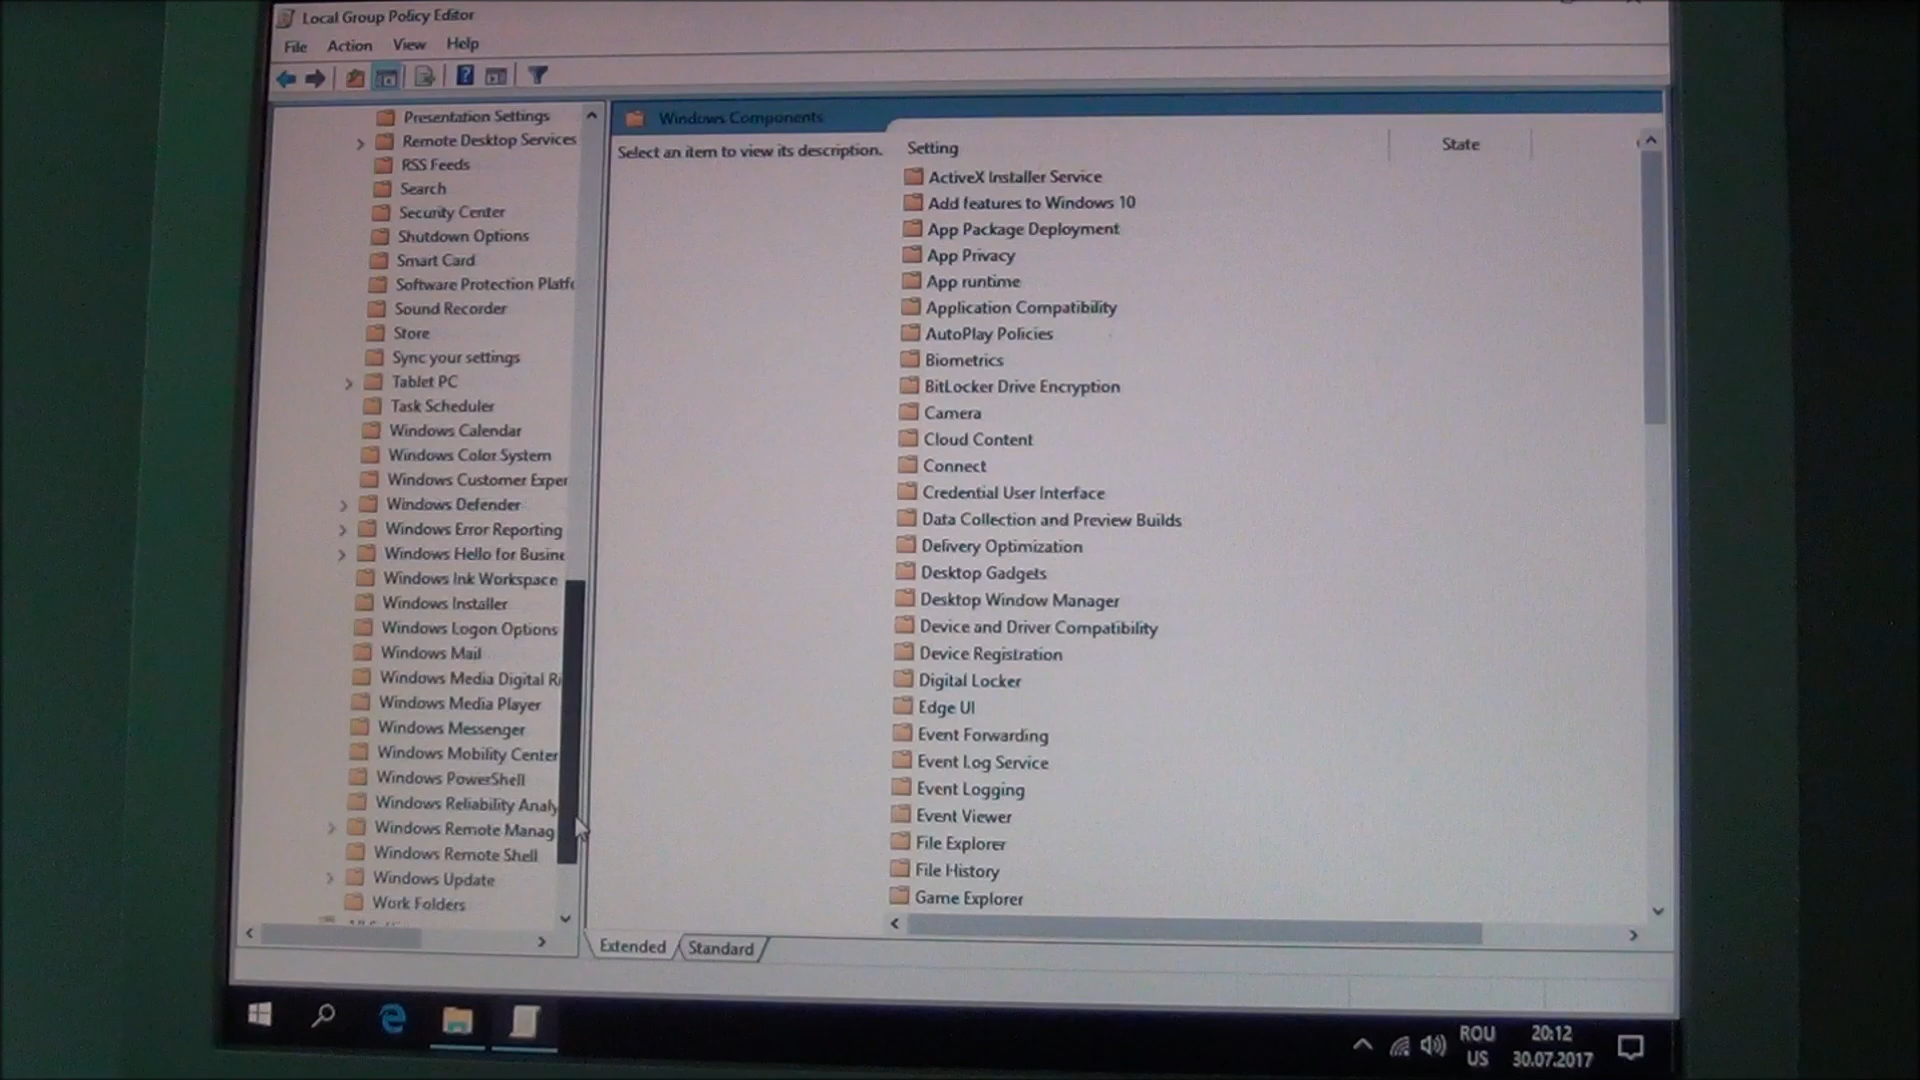 Local Group Policy Editor
File Action View Help
Presentation Settings
Remote Desktop Services
RSS Feeds
Search
Security Center
Shutdown Options
Smart Card
Software Protection Platfo
Sound Recorder
Store
Sync your settings
Tablet PC
Task Scheduler
Windows Calendar
Windows Color System
Windows Customer Exper
Windows Defender
Windows Error Reporting
Windows Hello for Busine
Windows Ink Workspace
Windows Installer
Windows Logon Options
Windows Mail
Windows Media Digital Ri
Windows Media Player
Windows Messenger
Windows Mobility Center
Windows PowerShell
Windows Reliability Analy
Windows Remote Manag
Windows Remote Shell
Windows Update
Work Folders
Windows Components
Select an item to view its description.
Setting State
ActiveX Installer Service
Add features to Windows 10
App Package Deployment
App Privacy
App runtime
Application Compatibility
AutoPlay Policies
Biometrics
BitLocker Drive Encryption
Camera
Cloud Content
Connect
Credential User Interface
Data Collection and Preview Builds
Delivery Optimization
Desktop Gadgets
Desktop Window Manager
Device and Driver Compatibility
Device Registration
Digital Locker
Edge UI
Event Forwarding
Event Log Service
Event Logging
Event Viewer
File Explorer
File History
Game Explorer
Extended Standard
ROU
US
20:12
30.07.2017